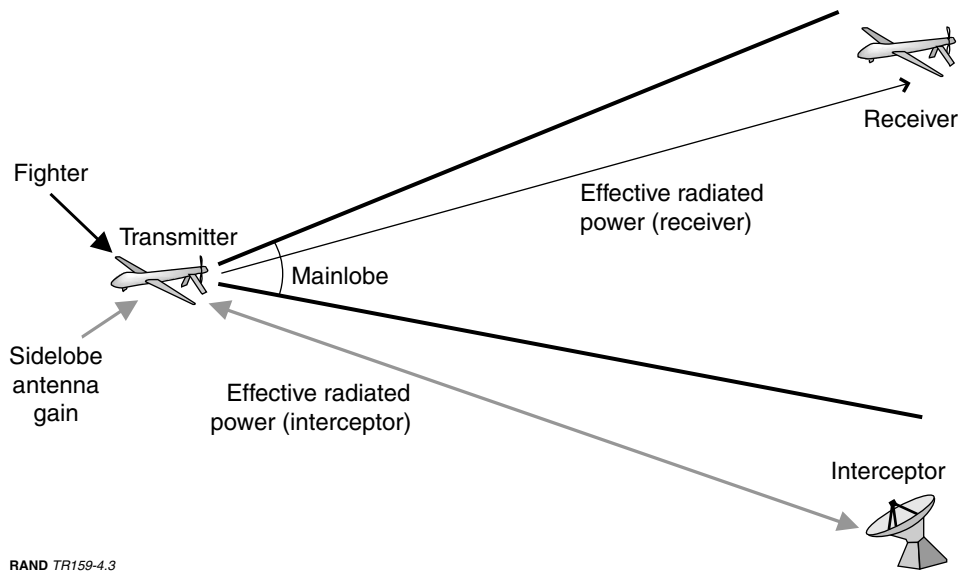 Receiver
Fighter
Effective radiated
power (receiver)
Transmitter
Mainlobe
Sidelobe
antenna
gain
Effective radiated
power (interceptor)
Interceptor
RAND TR159-4.3